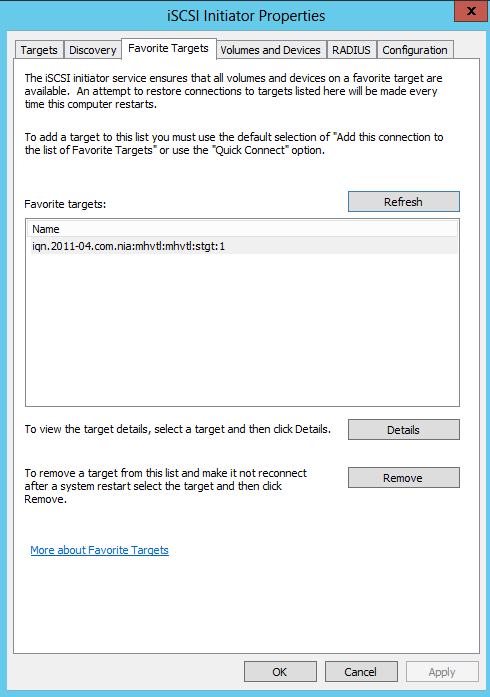 iSCSI Initiator Properties
x
Targets Discovery Favorite Targets Volumes and Devices RADIUS Configuration
The iSCSI initiator service ensures that all volumes and devices on a favorite target are
available. An attempt to restore connections to targets listed here will be made every
time this computer restarts.
To add a target to this list you must use the default selection of "Add this connection to
the list of Favorite Targets" or use the "Quick Connect" option.
Favorite targets:
Refresh
Name
iqn.2011-04.com.nia:mhvtl:mhvtl:stgt:1
To view the target details, select a target and then click Details.
Details
To remove a target from this list and make it not reconnect
after a system restart select the target and then click
Remove.
Remove
More about Favorite Targets
OK Cancel Apply